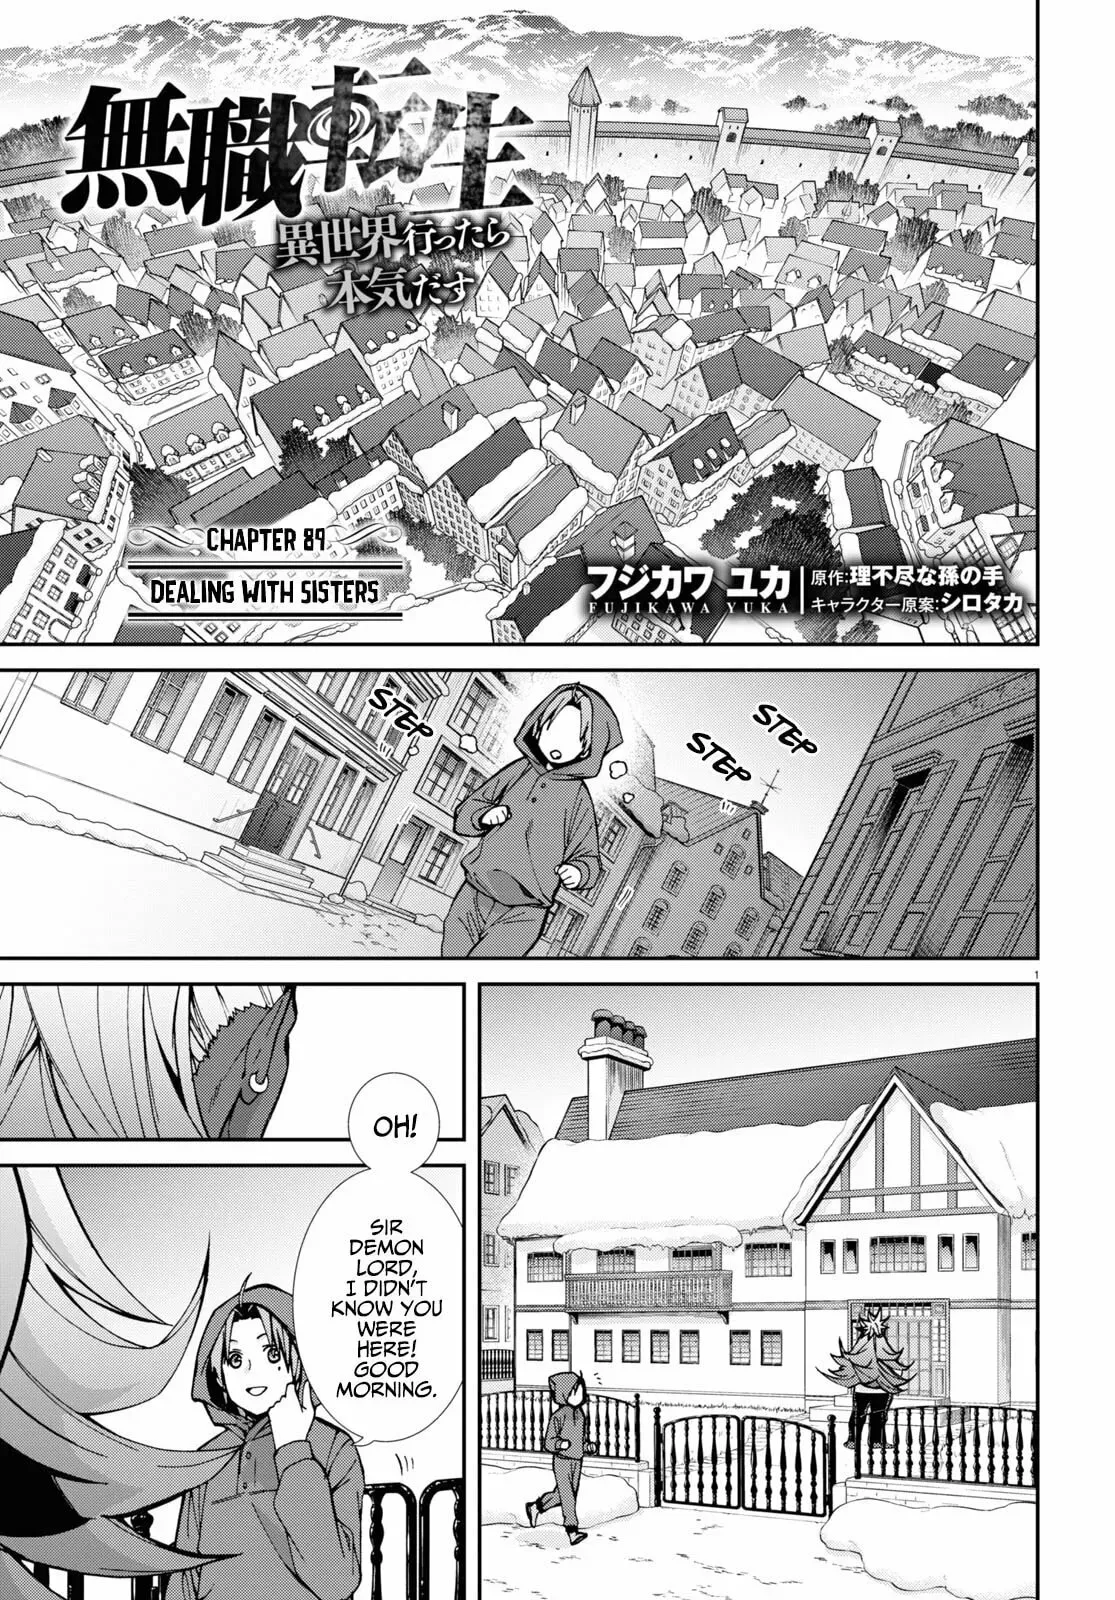 無職転生
異世界行ったら
本気だす
CHAPTER 89
DEALING WITH SISTERS
フジカワ ユカ
FUJIKAWA YUKA
原作:理不尽な孫の手
キャラクター原案:シロタカ
STEP
STEP
STEP
STEP
1
OH!
SIR
DEMON
LORD,
I DIDN'T
KNOW YOU
WERE
HERE!
GOOD
MORNING.